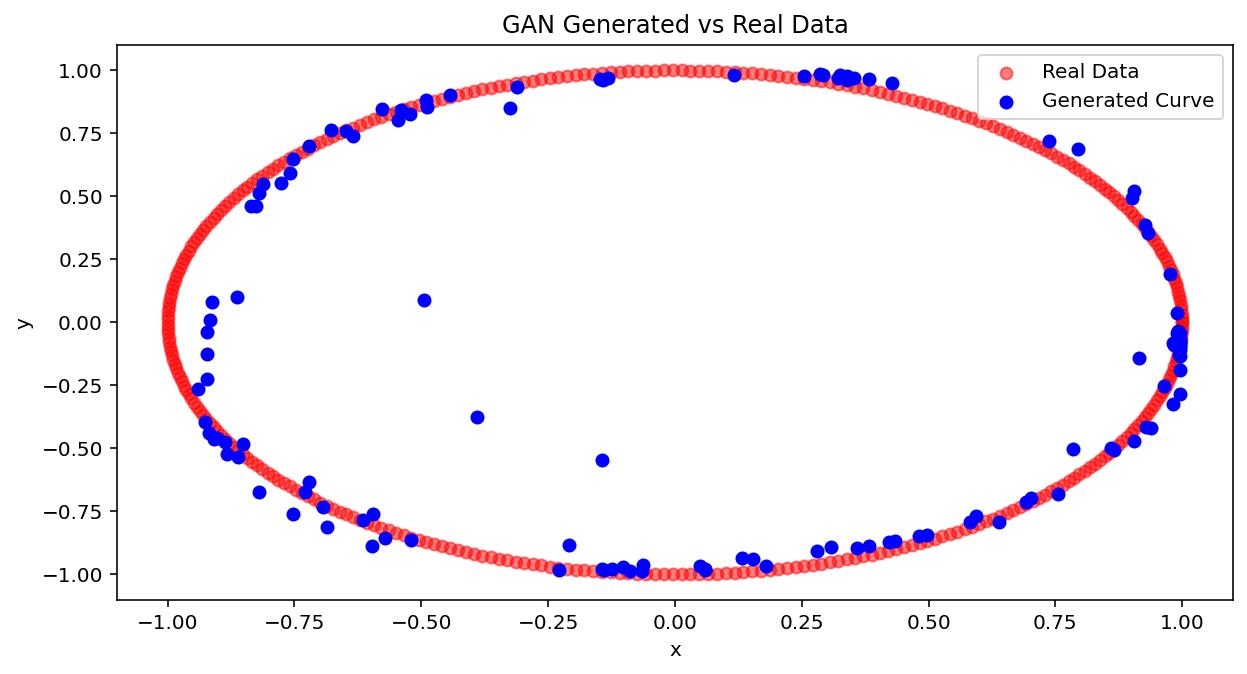 GAN Generated vs Real Data
Real Data
Generated Curve
1.00
0.75
0.50
0.25
0.00
−0.25
−0.50
−0.75
−1.00
y
−1.00 −0.75 −0.50 −0.25 0.00 0.25 0.50 0.75 1.00
x